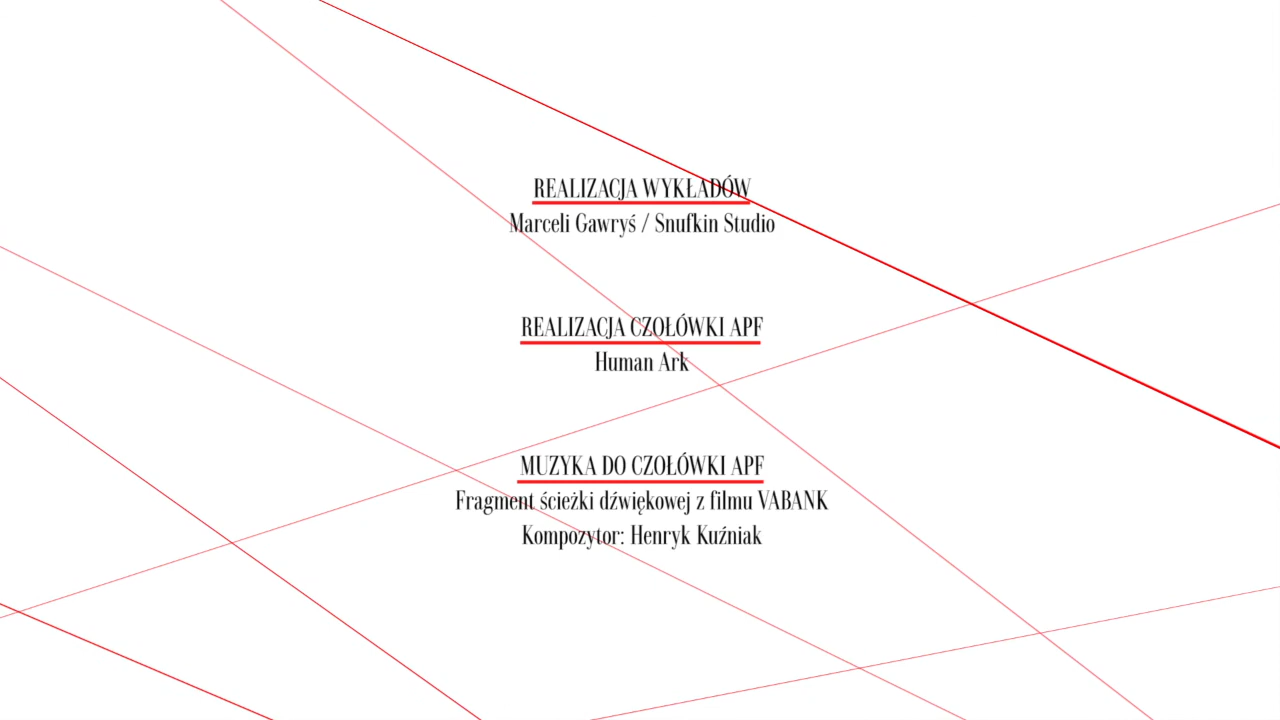 REALIZACJA WYKŁADÓW
Marceli Gawryś / Snufkin Studio
REALIZACJA CZOŁÓWKI APF
Human Ark
MUZYKA DO CZOŁÓWKI APF
Fragment ścieżki dźwiękowej z filmu VABANK
Kompozytor: Henryk Kuźniak